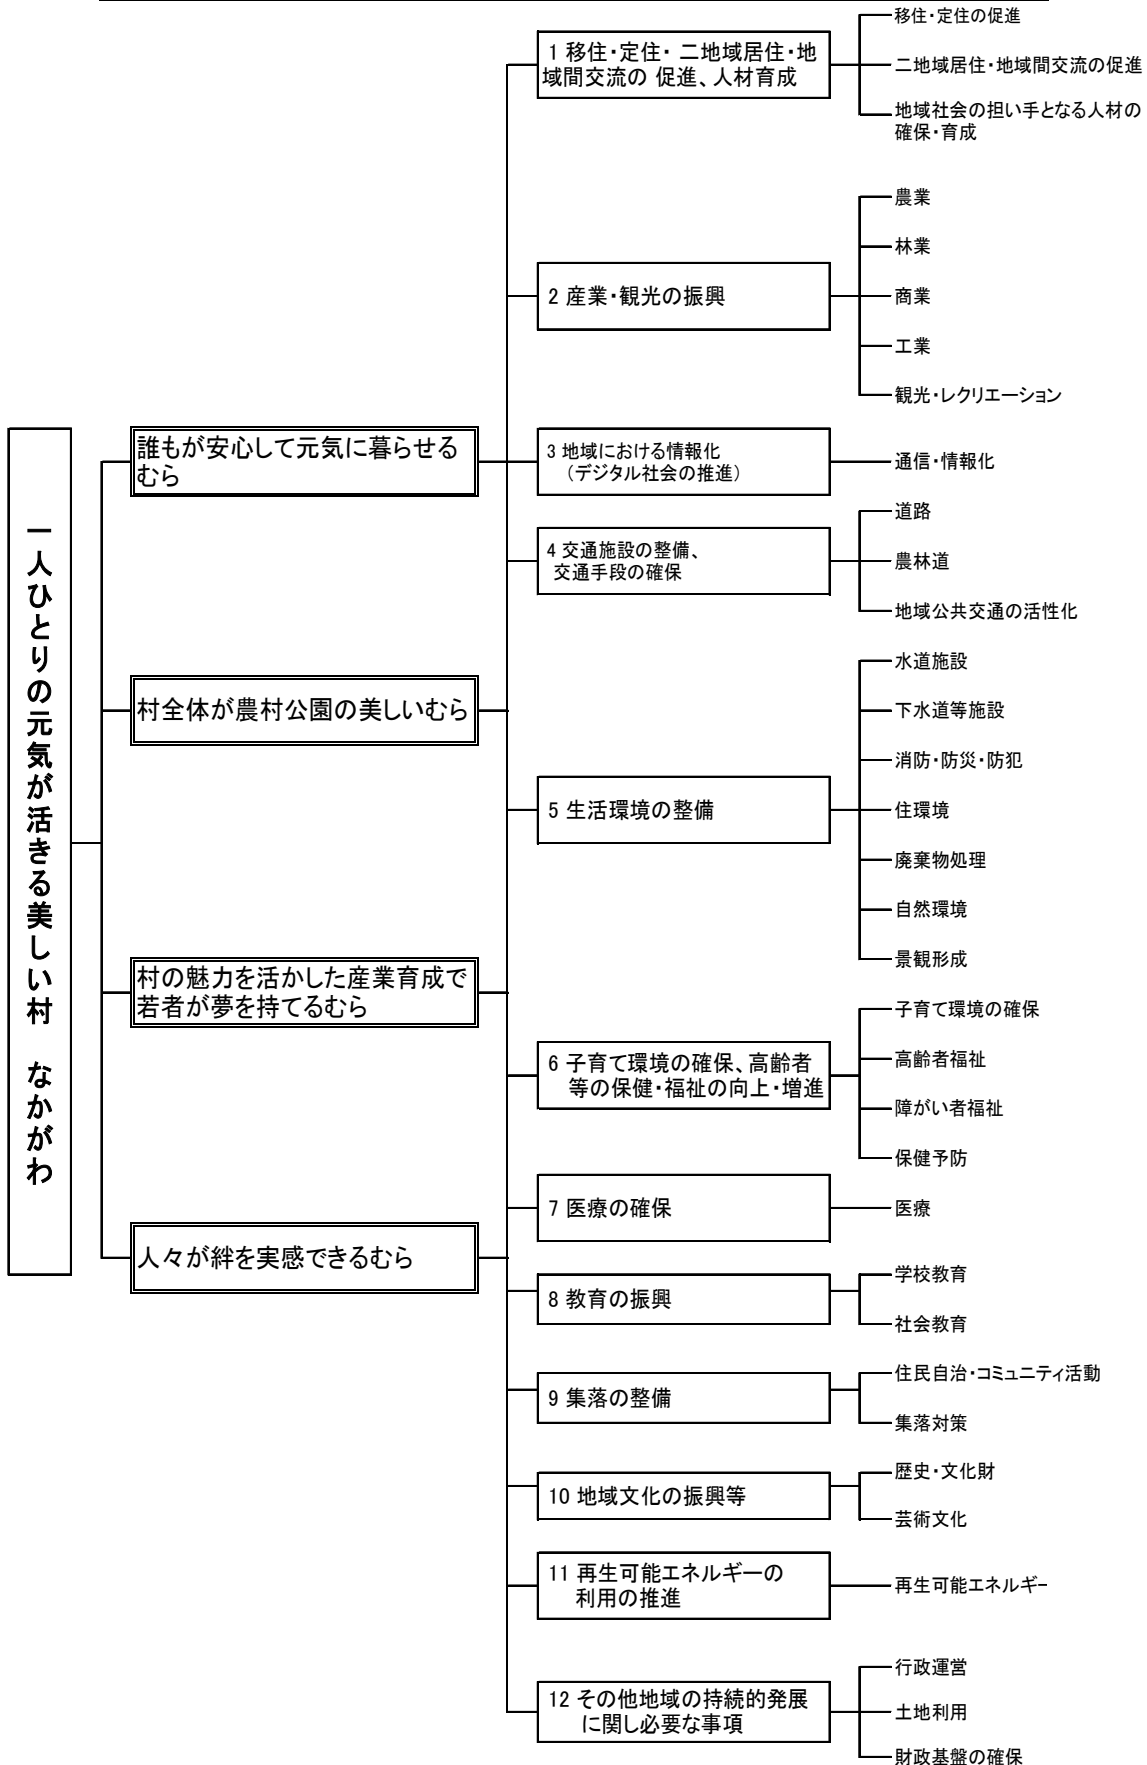 一人ひとりの元気が活きる美しい村　なかがわ
誰もが安心して元気に暮らせる
むら
村全体が農村公園の美しいむら
村の魅力を活かした産業育成で
若者が夢を持てるむら
人々が絆を実感できるむら
1 移住・定住・ 二地域居住・地
域間交流の 促進、人材育成
移住・定住の促進
二地域居住・地域間交流の促進
地域社会の担い手となる人材の
確保・育成
2 産業・観光の振興
農業
林業
商業
工業
観光・レクリエーション
3 地域における情報化
（デジタル社会の推進）
通信・情報化
4 交通施設の整備、
交通手段の確保
道路
農林道
地域公共交通の活性化
5 生活環境の整備
水道施設
下水道等施設
消防・防災・防犯
住環境
廃棄物処理
自然環境
景観形成
6 子育て環境の確保、高齢者
等の保健・福祉の向上・増進
子育て環境の確保
高齢者福祉
障がい者福祉
保健予防
7 医療の確保
医療
8 教育の振興
学校教育
社会教育
9 集落の整備
住民自治・コミュニティ活動
集落対策
10 地域文化の振興等
歴史・文化財
芸術文化
11 再生可能エネルギーの
利用の推進
再生可能エネルギー
12 その他地域の持続的発展
に関し必要な事項
行政運営
土地利用
財政基盤の確保